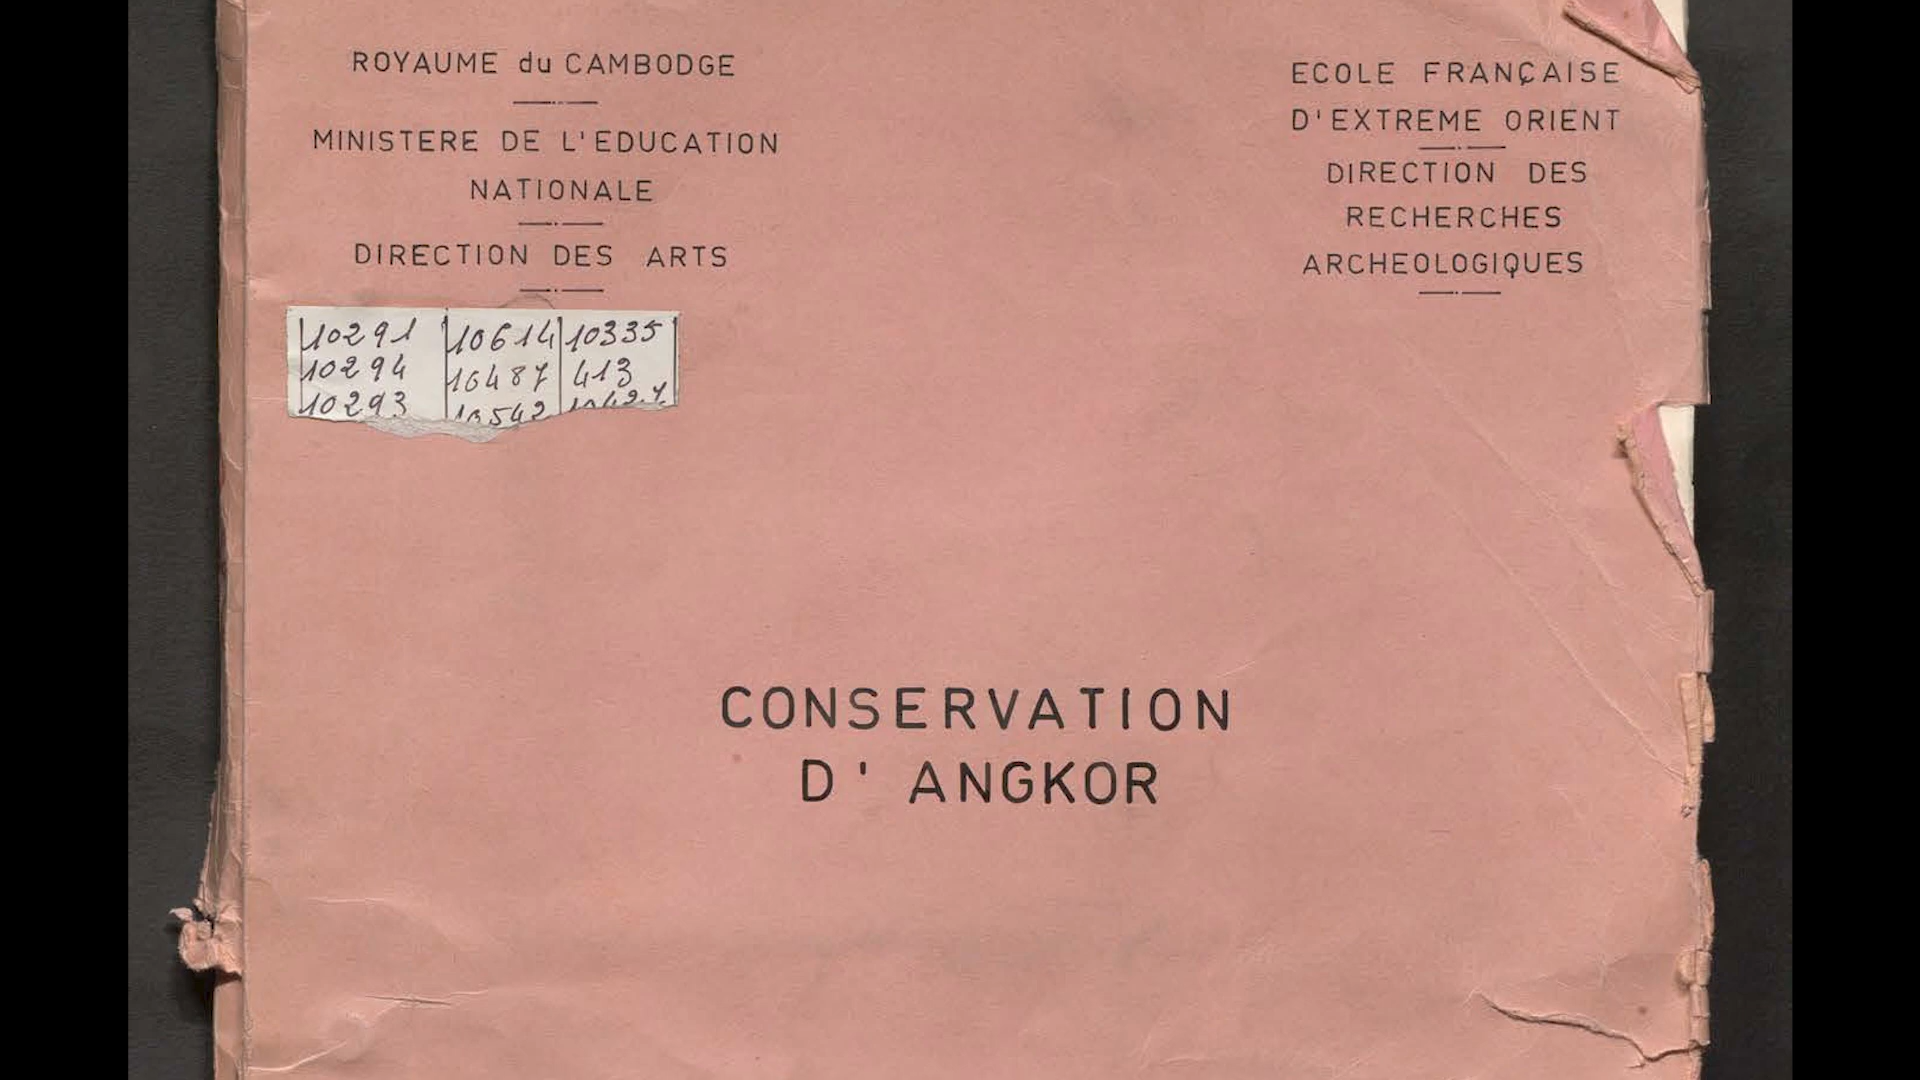 ROYAUME du CAMBODGE
MINISTERE DE L'EDUCATION
NATIONALE
DIRECTION DES ARTS
ECOLE FRANÇAISE
D'EXTREME ORIENT
DIRECTION DES
RECHERCHES
ARCHEOLOGIQUES
10291 10614 10335
10294 10487 413
10293 10542
CONSERVATION
D' ANGKOR